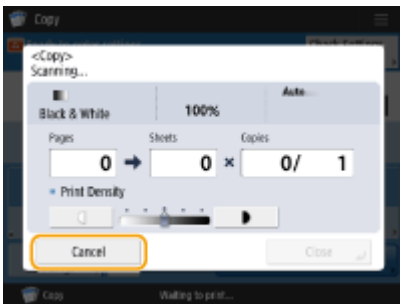 Copy
<Copy>
Scanning...
Black & White
100%
Auto
Pages
Sheets
Copies
0
0
×
0/ 1
Print Density
Cancel
Close
Copy
Waiting to print...